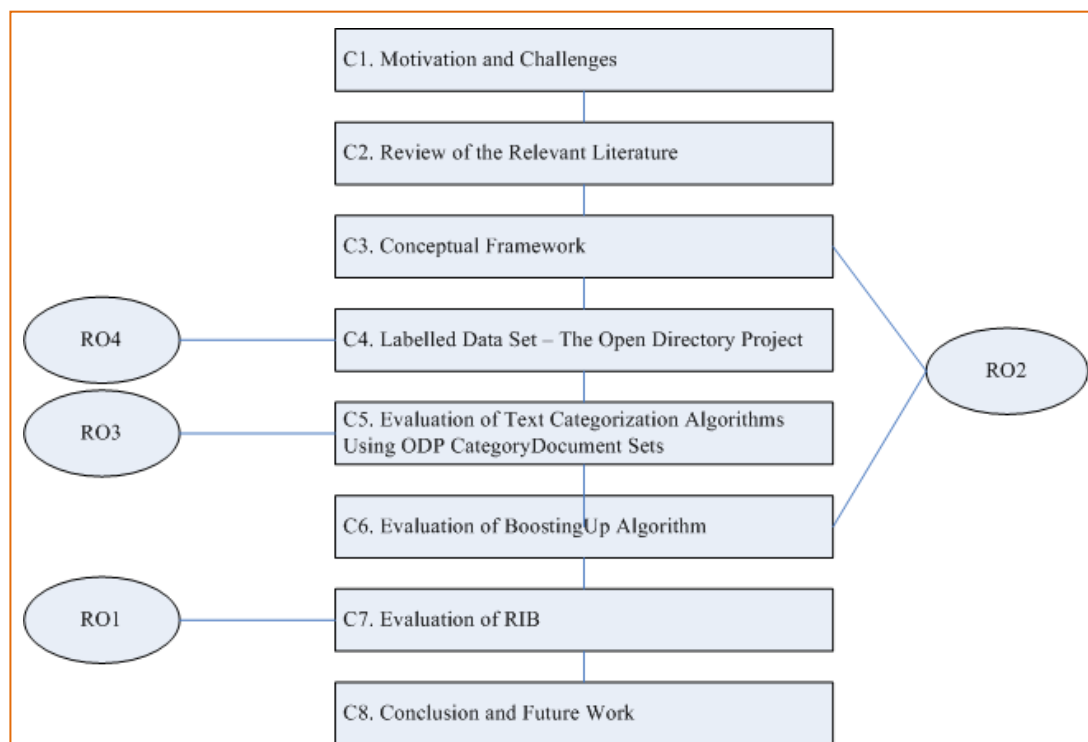 C1. Motivation and Challenges
C2. Review of the Relevant Literature
C3. Conceptual Framework
RO4
C4. Labelled Data Set – The Open Directory Project
RO2
RO3
C5. Evaluation of Text Categorization Algorithms
Using ODP CategoryDocument Sets
C6. Evaluation of BoostingUp Algorithm
RO1
C7. Evaluation of RIB
C8. Conclusion and Future Work